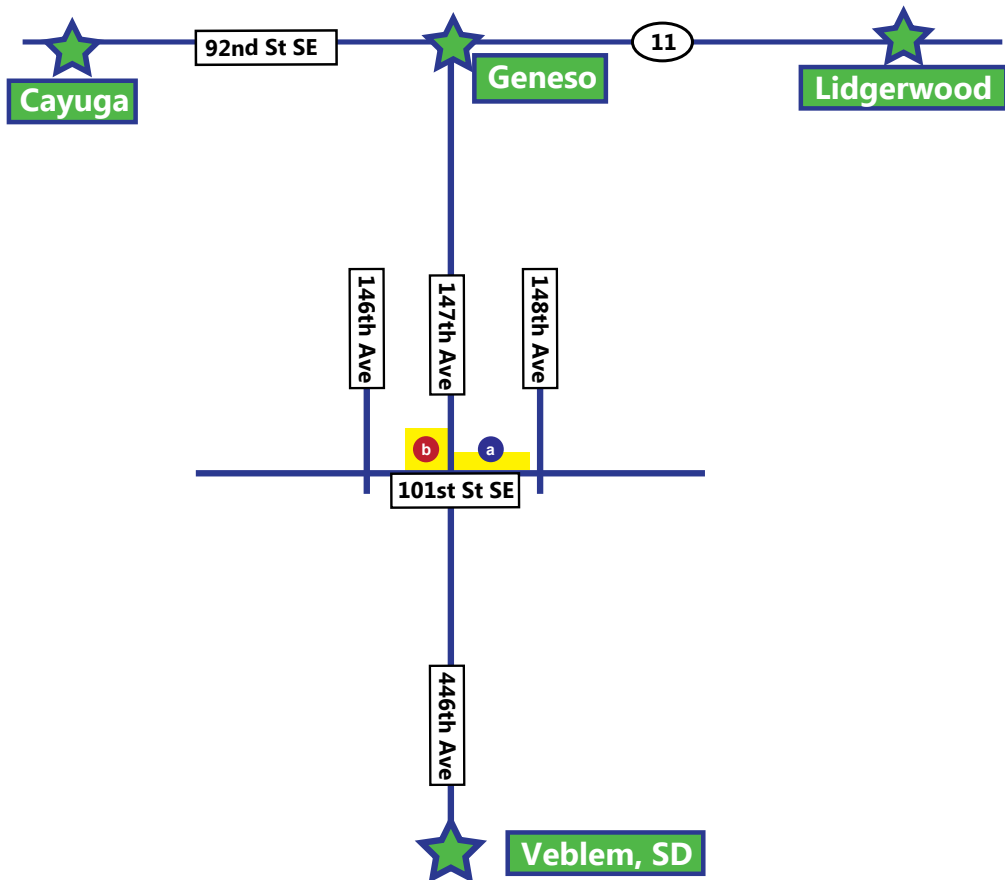 92nd St SE
11
Cayuga
Geneso
Lidgerwood
146th Ave
147th Ave
148th Ave
b
a
101st St SE
446th Ave
Veblem, SD